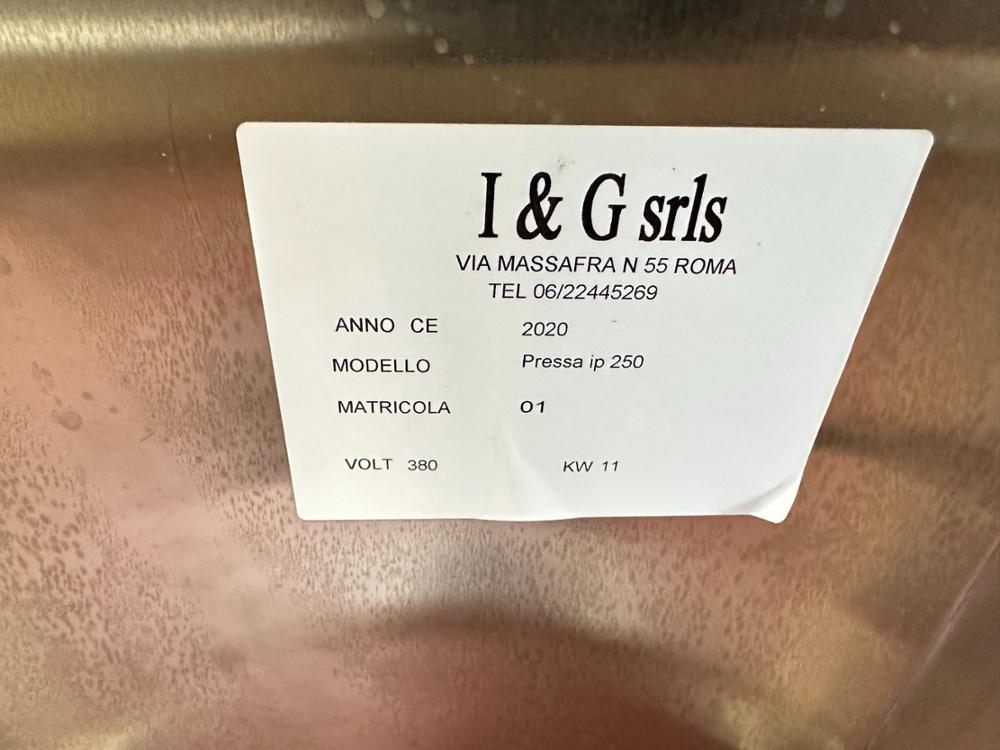 I & G srls
VIA MASSAFRA N 55 ROMA
TEL 06/22445269
ANNO CE 2020
MODELLO Pressa ip 250
MATRICOLA 01
VOLT 380 KW 11